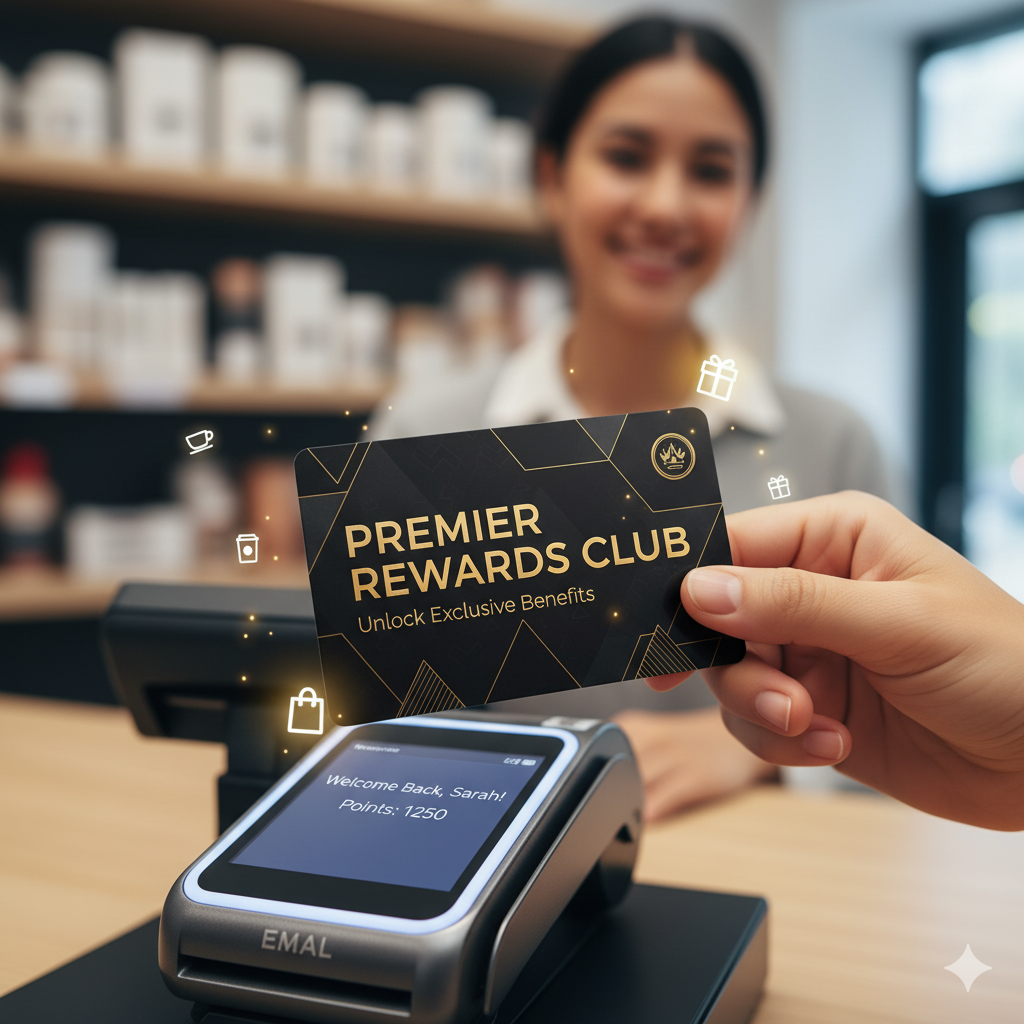 PREMIER
REWARDS CLUB
Unlock Exclusive Benefits
Welcome Back, Sarah!
Points: 1250
EMAL